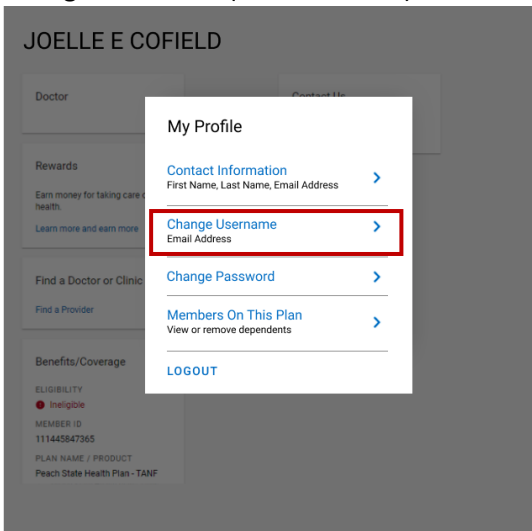 JOELLE E COFIELD
Doctor
Contact Us
My Profile
Contact Information
First Name, Last Name, Email Address
Change Username
Email Address
Change Password
Members On This Plan
View or remove dependents
LOGOUT
Rewards
Earn money for taking care
health.
Learn more and earn more
Find a Doctor or Clinic
Find a Provider
Benefits/Coverage
ELIGIBILITY
Ineligible
MEMBER ID
111445847365
PLAN NAME / PRODUCT
Peach State Health Plan - TANF